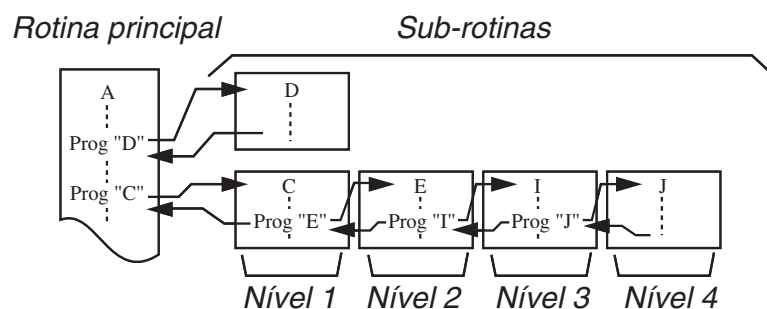 Rotina principal
Sub-rotinas
A
D
Prog "D"
Prog "C"
C
E
I
J
Prog "E"
Prog "I"
Prog "J"
Nível 1
Nível 2
Nível 3
Nível 4